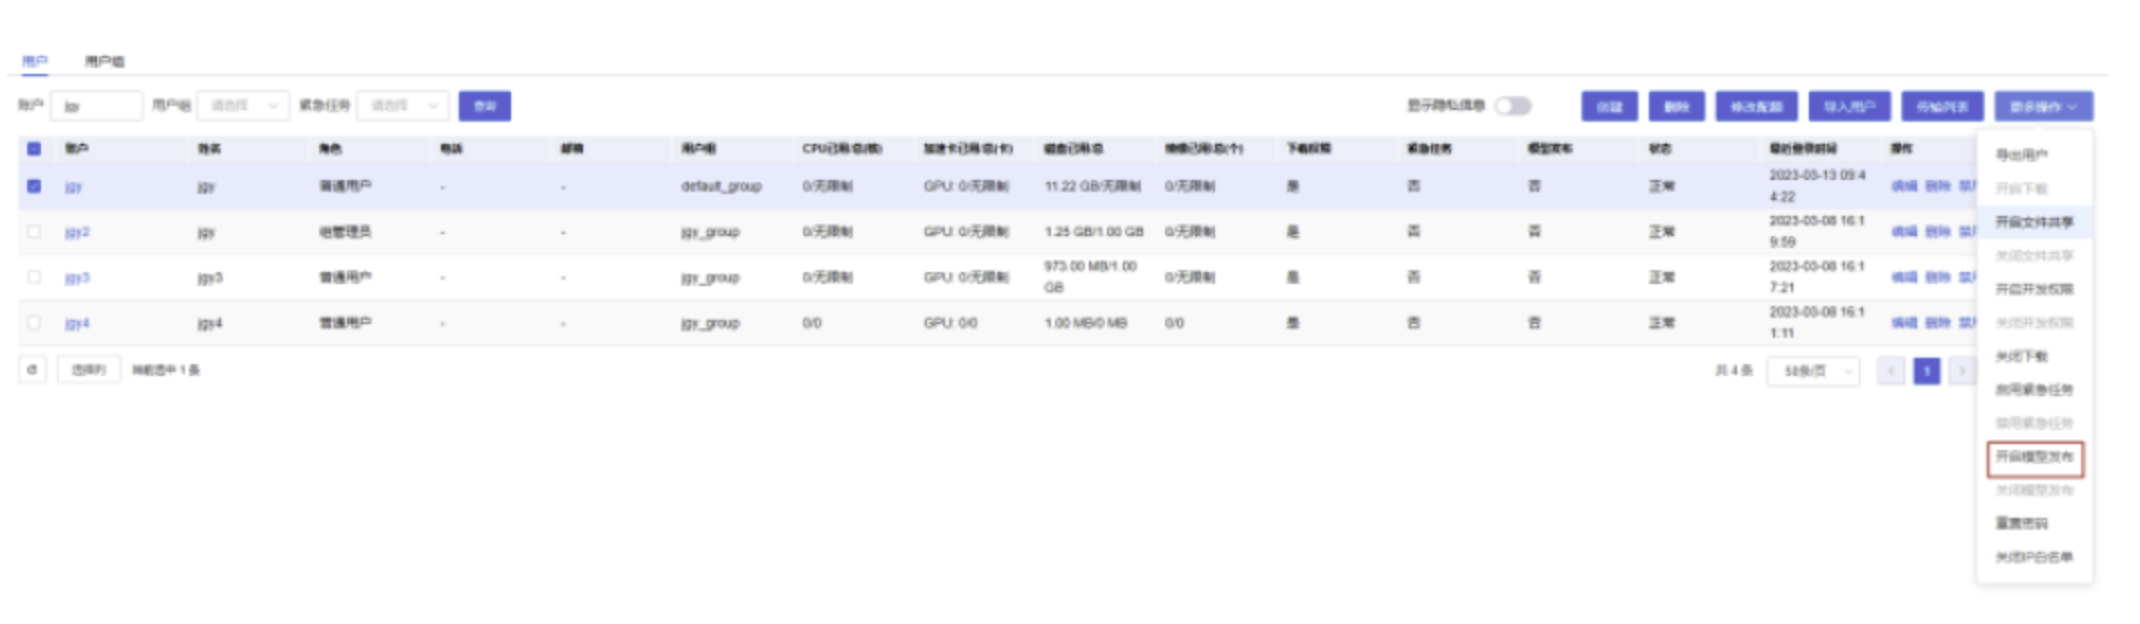 用户 用户组
账户 jgy 用户组 请选择 紧急任务 请选择 查询 显示隐私信息 创建 删除 修改配额 导入用户 传输列表 更多操作
账户 姓名 角色 电话 邮箱 用户组 CPU已用/总(核) 加速卡已用/总(卡) 磁盘已用/总 镜像已用/总(个) 下载权限 紧急任务 模型发布 状态 最近登录时间 操作
jgy jgy 普通用户 - - default_group 0/无限制 GPU: 0/无限制 11.22 GB/无限制 0/无限制 是 否 否 正常 2023-03-13 09:4
4:22 编辑 删除 禁用
jgy2 jgy 组管理员 - - jgy_group 0/无限制 GPU: 0/无限制 1.25 GB/1.00 GB 0/无限制 是 否 否 正常 2023-03-08 16:1
9:59 编辑 删除 禁用
jgy3 jgy3 普通用户 - - jgy_group 0/无限制 GPU: 0/无限制 973.00 MB/1.00
GB 0/无限制 是 否 否 正常 2023-03-08 16:1
7:21 编辑 删除 禁用
jgy4 jgy4 普通用户 - - jgy_group 0/0 GPU: 0/0 1.00 MB/0 MB 0/0 是 否 否 正常 2023-03-08 16:1
1:11 编辑 删除 禁用
选择列 当前选中 1 条 共 4 条 50条/页 < 1 >
导出用户
开启下载
开启文件共享
关闭文件共享
开启开发权限
关闭开发权限
关闭下载
启用紧急任务
禁用紧急任务
开启模型发布
关闭模型发布
重置密码
关闭IP白名单